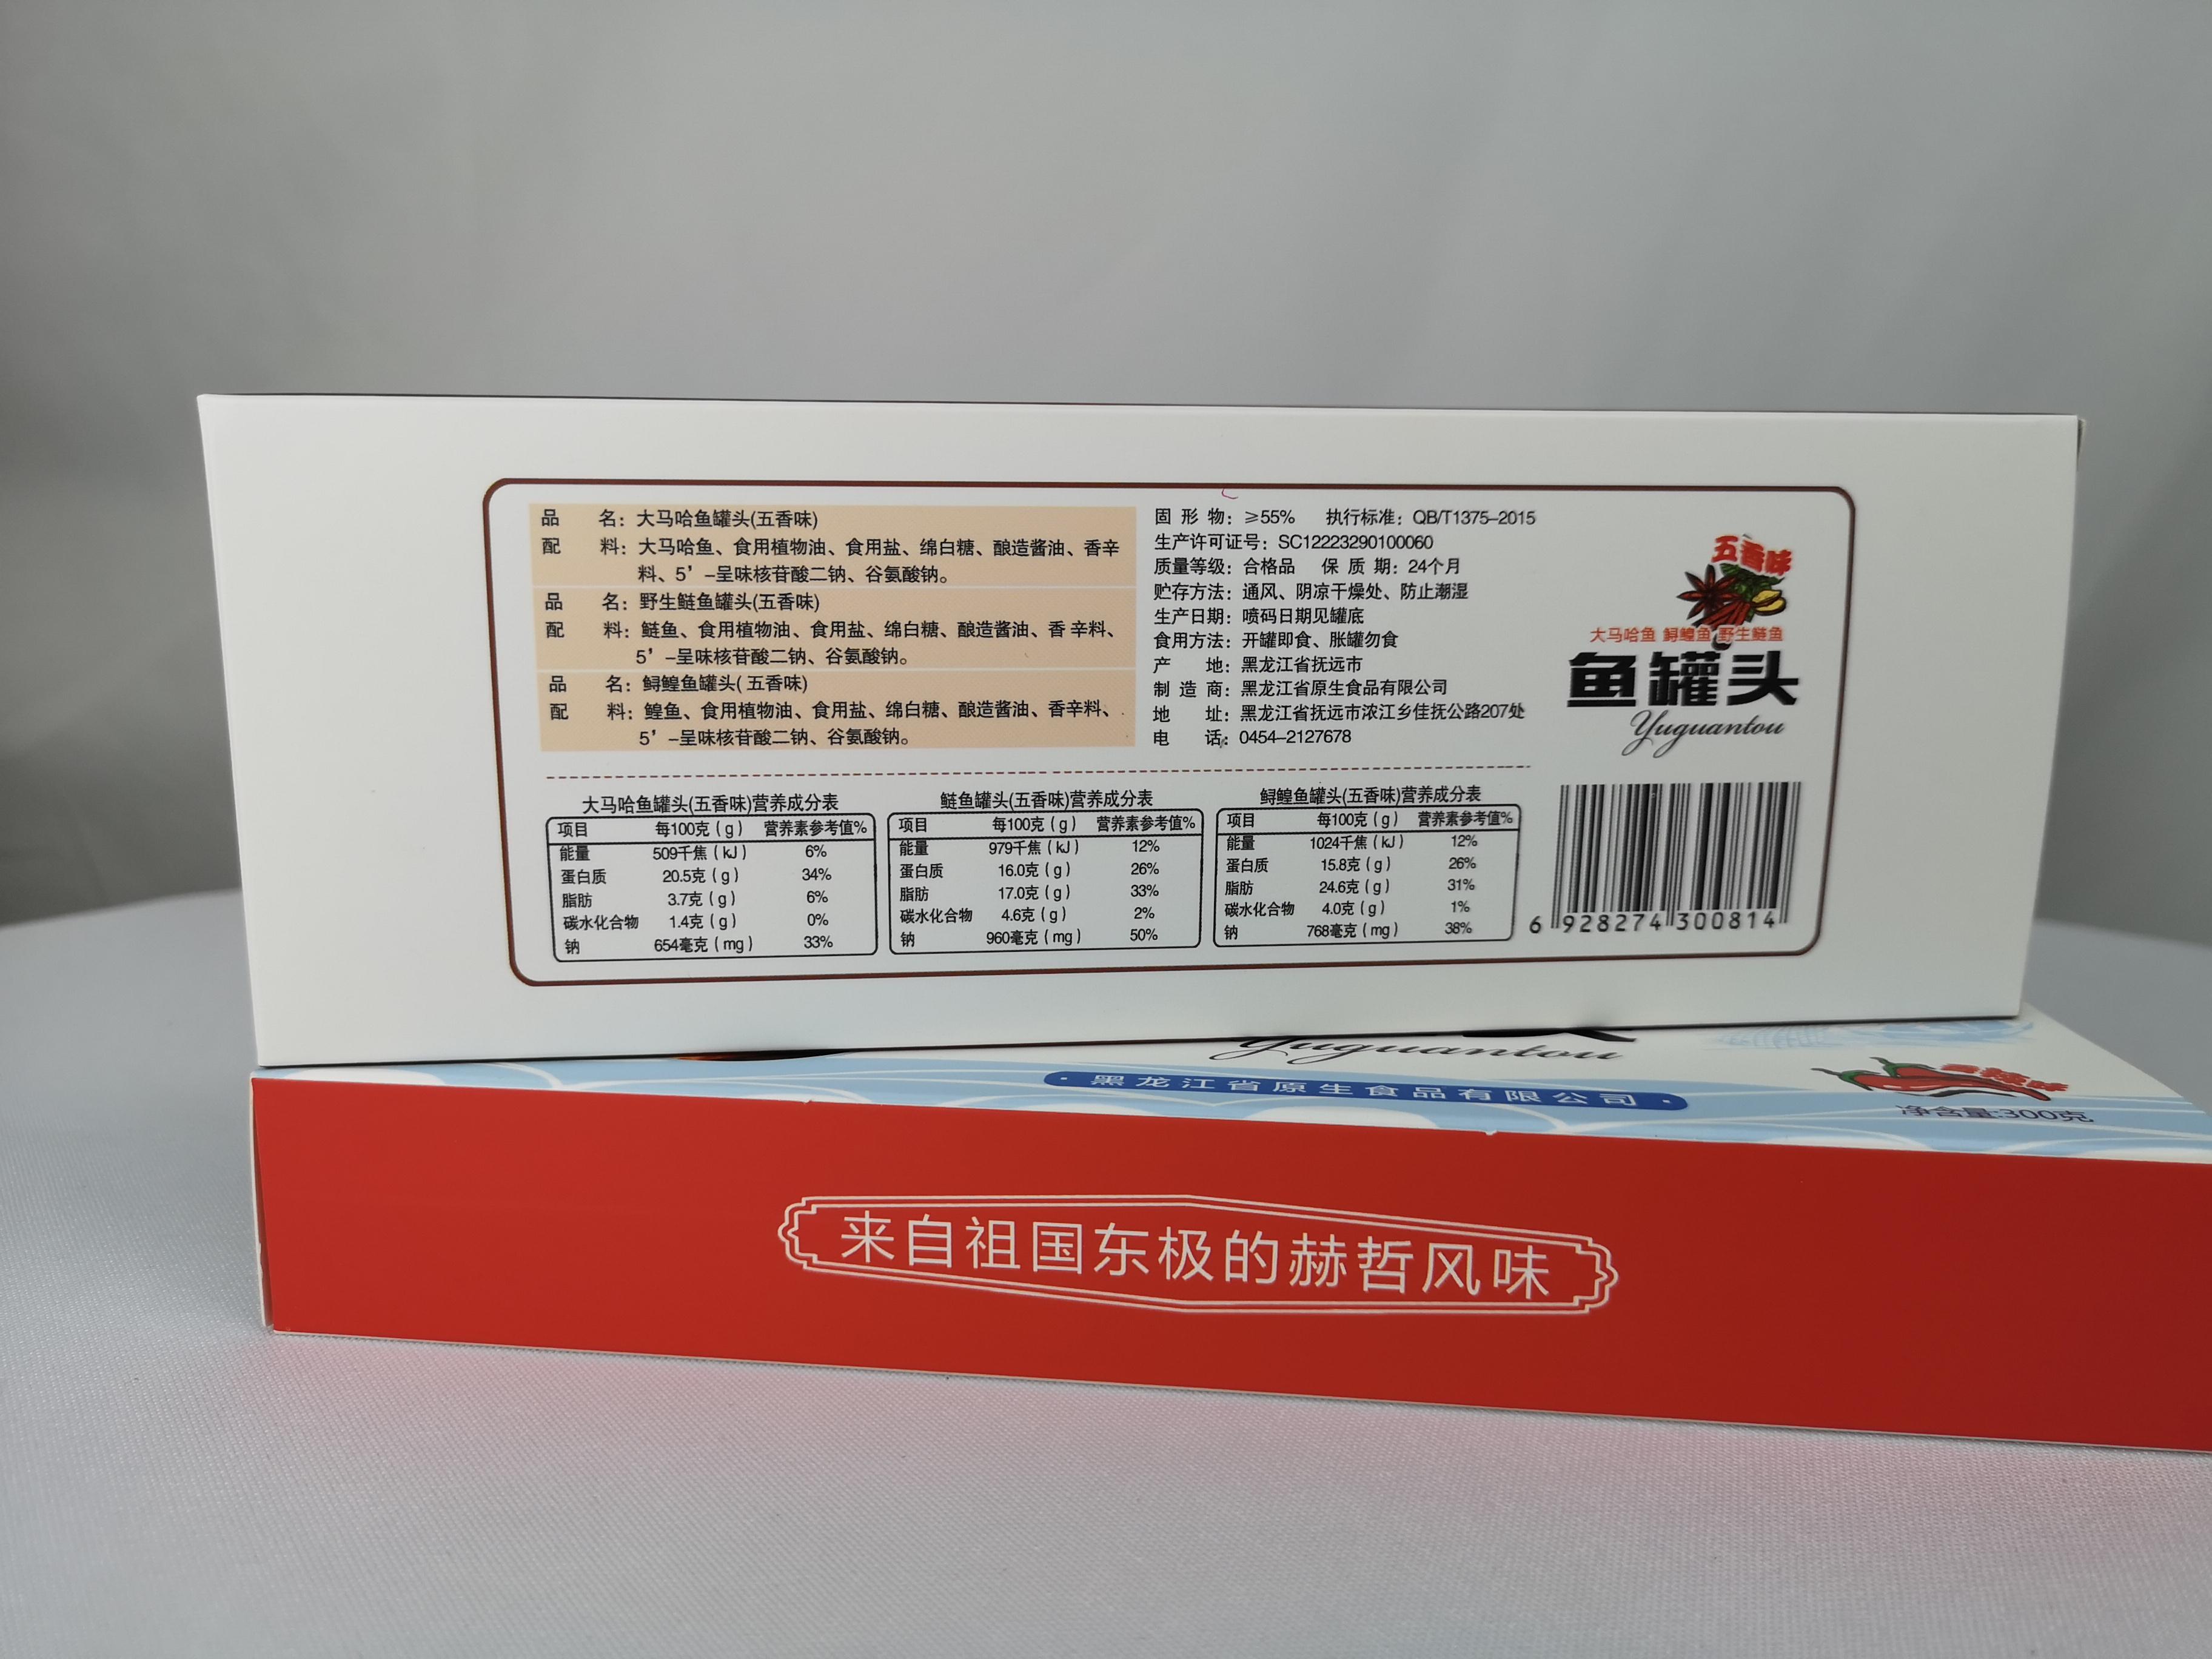 品 名：大马哈鱼罐头(五香味)
配 料：大马哈鱼、食用植物油、食用盐、绵白糖、酿造酱油、香辛
料、5’-呈味核苷酸二钠、谷氨酸钠。
品 名：野生鲢鱼罐头(五香味)
配 料：鲢鱼、食用植物油、食用盐、绵白糖、酿造酱油、香 辛料、
5’-呈味核苷酸二钠、谷氨酸钠。
品 名：鲟鳇鱼罐头( 五香味)
配 料：鳇鱼、食用植物油、食用盐、绵白糖、酿造酱油、香辛料、
5’-呈味核苷酸二钠、谷氨酸钠。
固 形 物：≥55% 执行标准：QB/T1375-2015
生产许可证号：SC12223290100060
质量等级：合格品 保 质 期：24个月
贮存方法：通风、阴凉干燥处、防止潮湿
生产日期：喷码日期见罐底
食用方法：开罐即食、胀罐勿食
产 地：黑龙江省抚远市
制 造 商：黑龙江省原生食品有限公司
地 址：黑龙江省抚远市浓江乡佳抚公路207处
电 话：0454-2127678
五香味
大马哈鱼 鲟鳇鱼 野生鲢鱼
鱼罐头
Yuguantou
大马哈鱼罐头(五香味)营养成分表
项目 每100克（g） 营养素参考值%
能量 509千焦（kJ） 6%
蛋白质 20.5克（g） 34%
脂肪 3.7克（g） 6%
碳水化合物 1.4克（g） 0%
钠 654毫克（mg） 33%
鲢鱼罐头(五香味)营养成分表
项目 每100克（g） 营养素参考值%
能量 979千焦（kJ） 12%
蛋白质 16.0克（g） 26%
脂肪 17.0克（g） 33%
碳水化合物 4.6克（g） 2%
钠 960毫克（mg） 50%
鲟鳇鱼罐头(五香味)营养成分表
项目 每100克（g） 营养素参考值%
能量 1024千焦（kJ） 12%
蛋白质 15.8克（g） 26%
脂肪 24.6克（g） 31%
碳水化合物 4.0克（g） 1%
钠 768毫克（mg） 38%
6 928274 300814
Yuguantou
黑龙江省原生食品有限公司
净含量:300克
来自祖国东极的赫哲风味